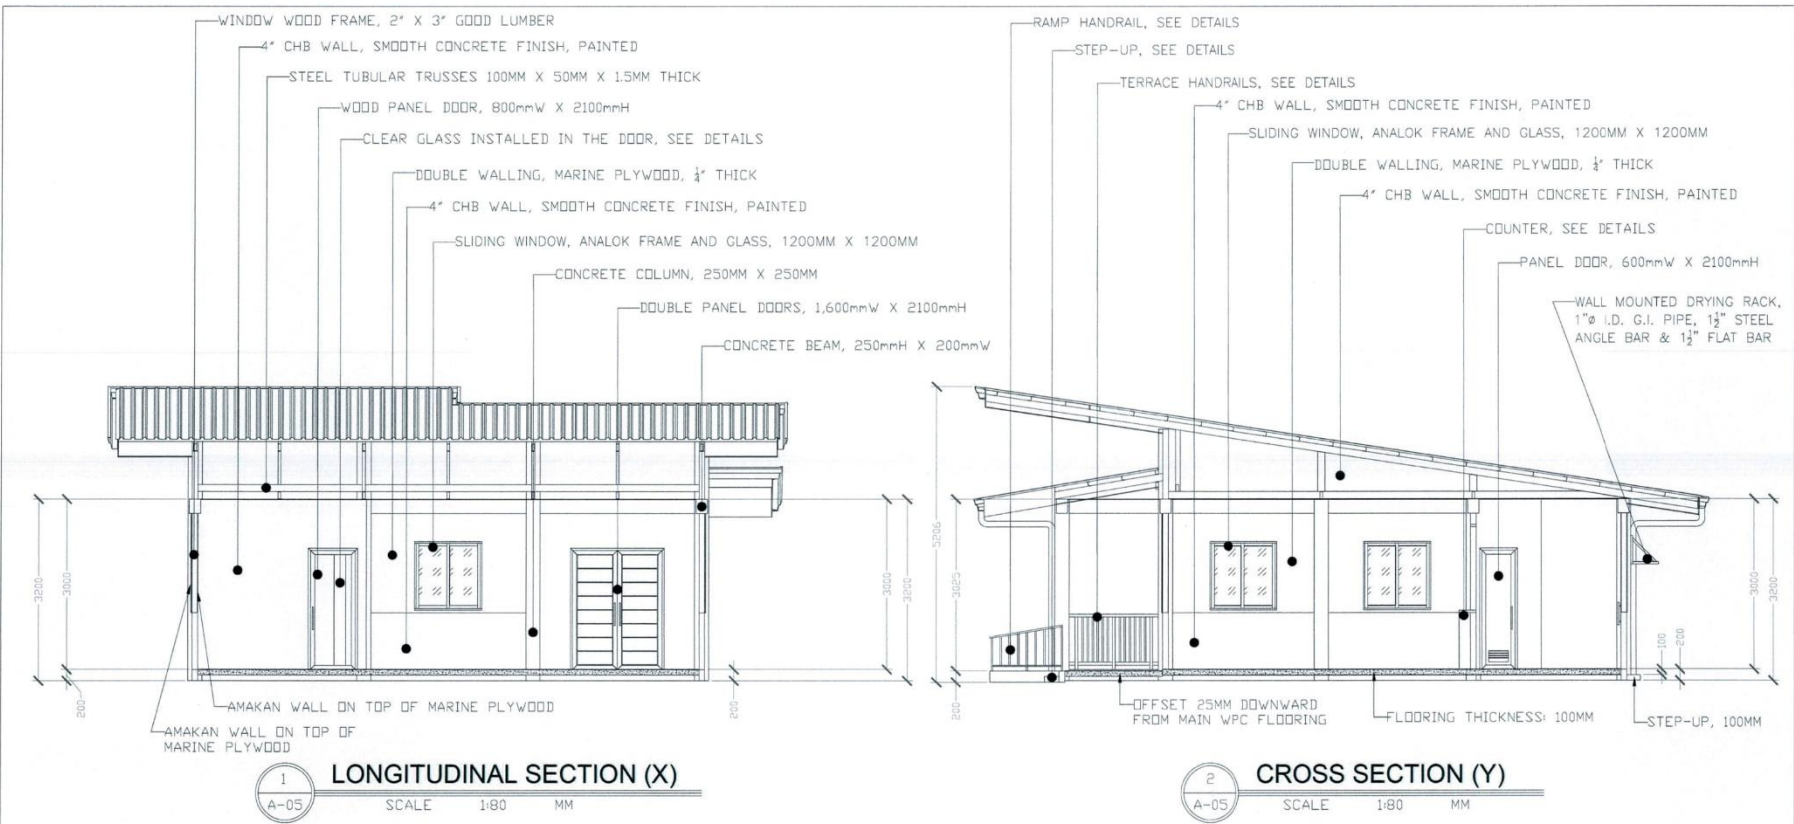 WINDOW WOOD FRAME, 2" X 3" GOOD LUMBER
4" CHB WALL, SMOOTH CONCRETE FINISH, PAINTED
STEEL TUBULAR TRUSSES 100MM X 50MM X 1.5MM THICK
WOOD PANEL DOOR, 800mmW X 2100mmH
CLEAR GLASS INSTALLED IN THE DOOR, SEE DETAILS
DOUBLE WALLING, MARINE PLYWOOD, 1/4" THICK
4" CHB WALL, SMOOTH CONCRETE FINISH, PAINTED
SLIDING WINDOW, ANALOK FRAME AND GLASS, 1200MM X 1200MM
CONCRETE COLUMN, 250MM X 250MM
DOUBLE PANEL DOORS, 1,600mmW X 2100mmH
CONCRETE BEAM, 250mmH X 200mmW
3200
3000
200
3000
3200
200
AMAKAN WALL ON TOP OF MARINE PLYWOOD
AMAKAN WALL ON TOP OF
MARINE PLYWOOD
1
A-05
LONGITUDINAL SECTION (X)
SCALE 1:80 MM
RAMP HANDRAIL, SEE DETAILS
STEP-UP, SEE DETAILS
TERRACE HANDRAILS, SEE DETAILS
4" CHB WALL, SMOOTH CONCRETE FINISH, PAINTED
SLIDING WINDOW, ANALOK FRAME AND GLASS, 1200MM X 1200MM
DOUBLE WALLING, MARINE PLYWOOD, 1/4" THICK
4" CHB WALL, SMOOTH CONCRETE FINISH, PAINTED
COUNTER, SEE DETAILS
PANEL DOOR, 600mmW X 2100mmH
WALL MOUNTED DRYING RACK,
1"ø I.D. G.I. PIPE, 1 1/2" STEEL
ANGLE BAR & 1 1/2" FLAT BAR
5206
3025
200
100
200
3000
3200
OFFSET 25MM DOWNWARD
FROM MAIN WPC FLOORING
FLOORING THICKNESS: 100MM
STEP-UP, 100MM
2
A-05
CROSS SECTION (Y)
SCALE 1:80 MM